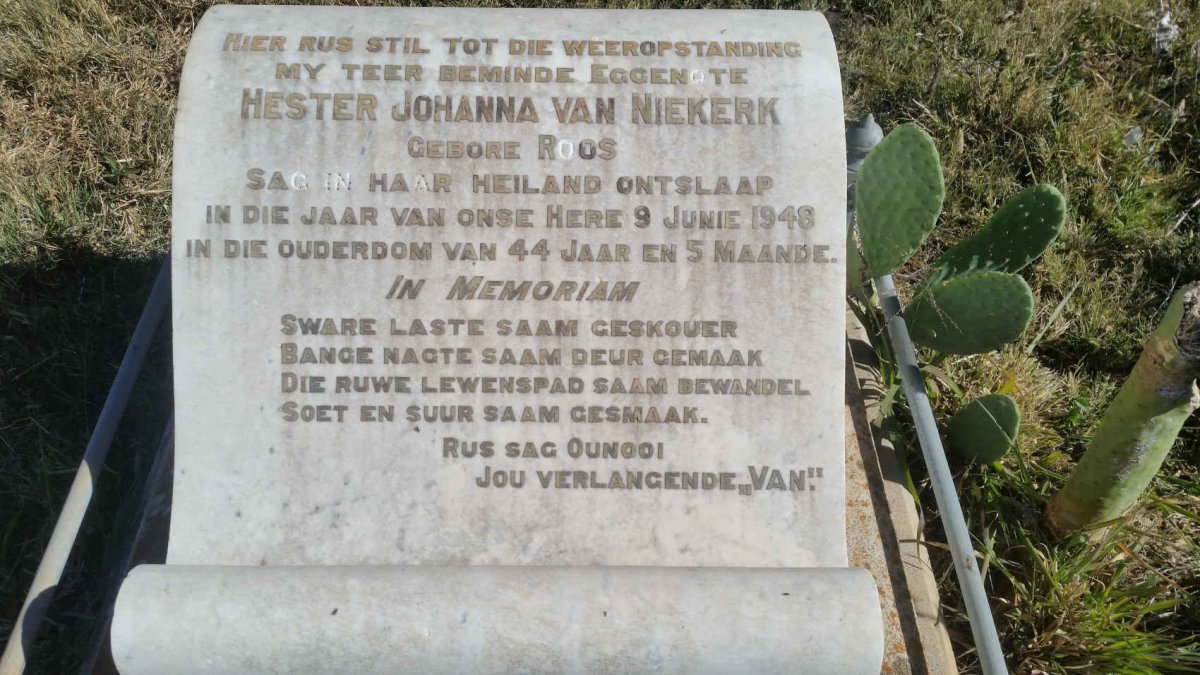 Hier rus stil tot die weeropstanding
my teer beminde Eggenote
Hester Johanna van Niekerk
gebore Roos
Sag in haar Heiland ontslaap
in die jaar van onse Here 9 Junie 1948
in die ouderdom van 44 Jaar en 5 Maande.
In Memoriam
Sware laste saam geskouer
Bange nagte saam deur gemaak
Die ruwe lewenspad saam bewandel
Soet en suur saam gesmaak.
Rus sag Ounooi
Jou verlangende „Van".